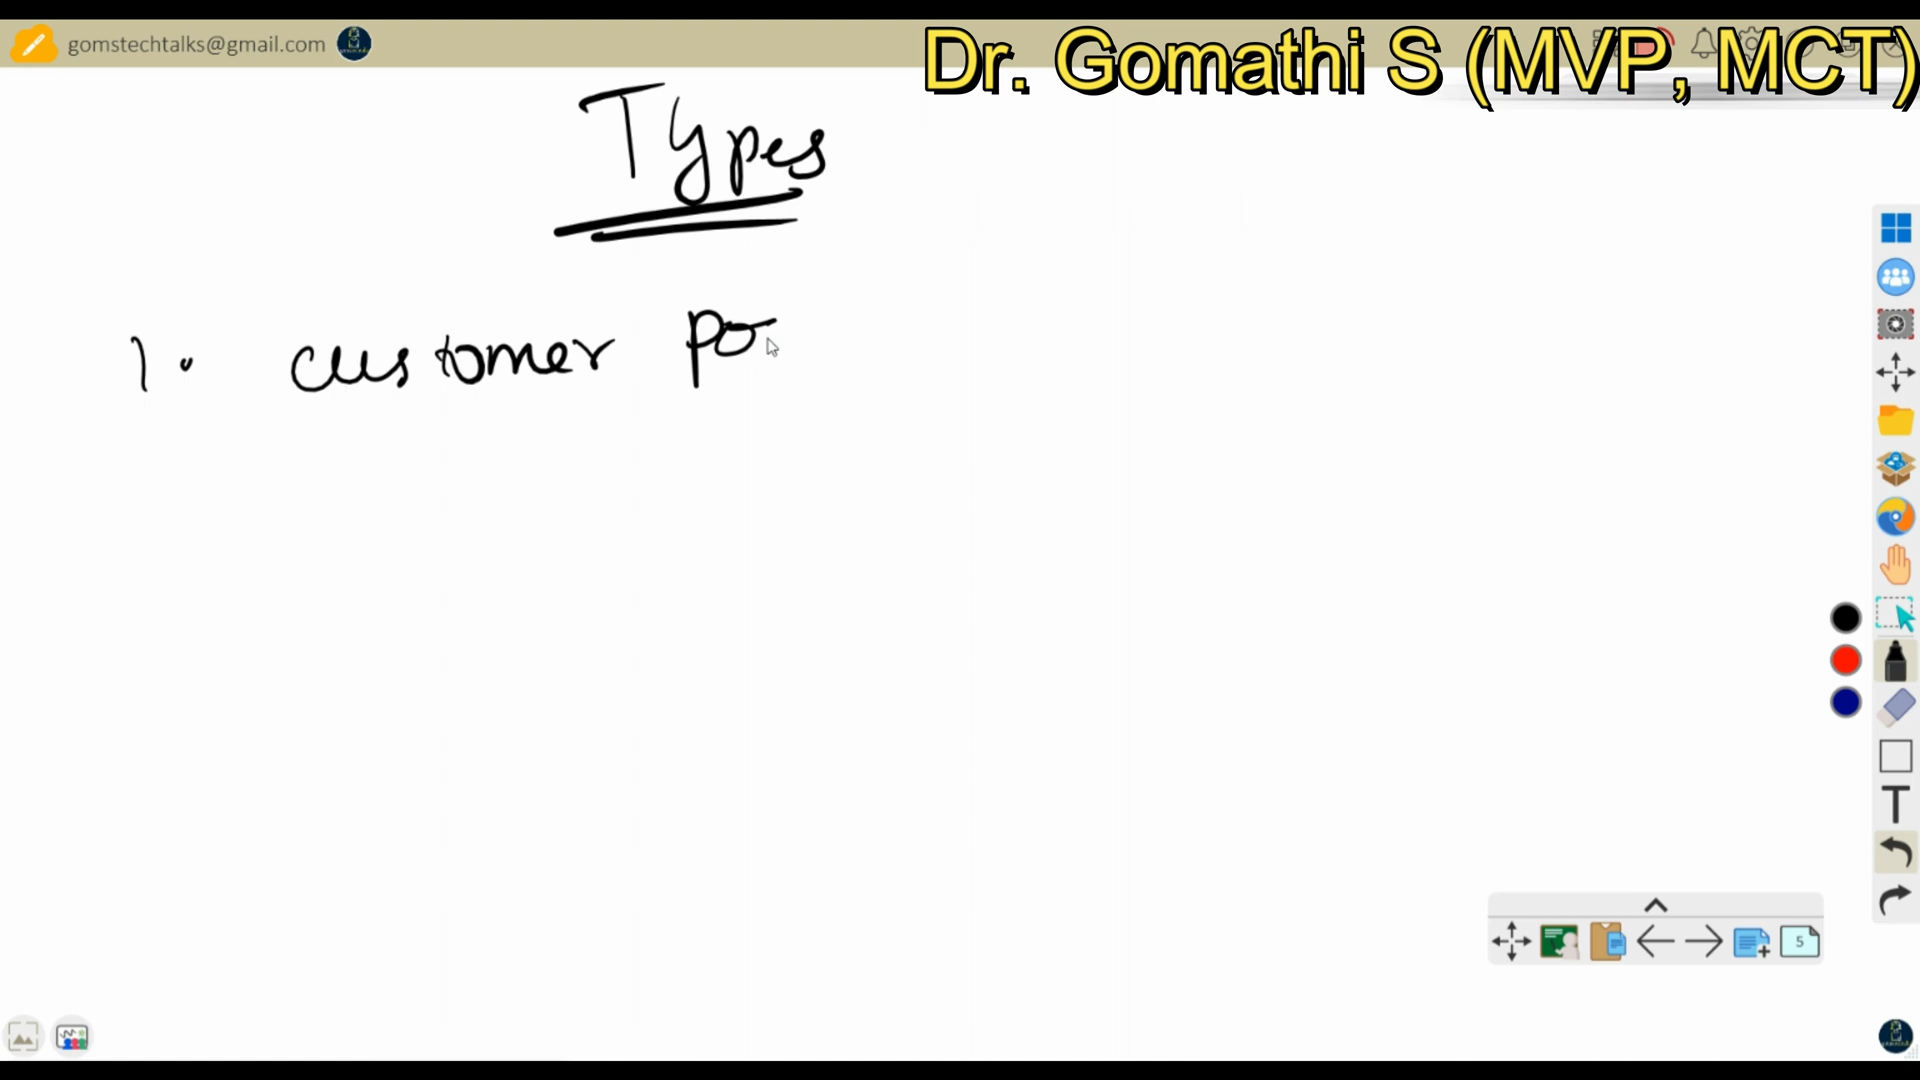 gomstechtalks@gmail.com
Dr. Gomathi S (MVP, MCT)
Types
1. customer po
T
5